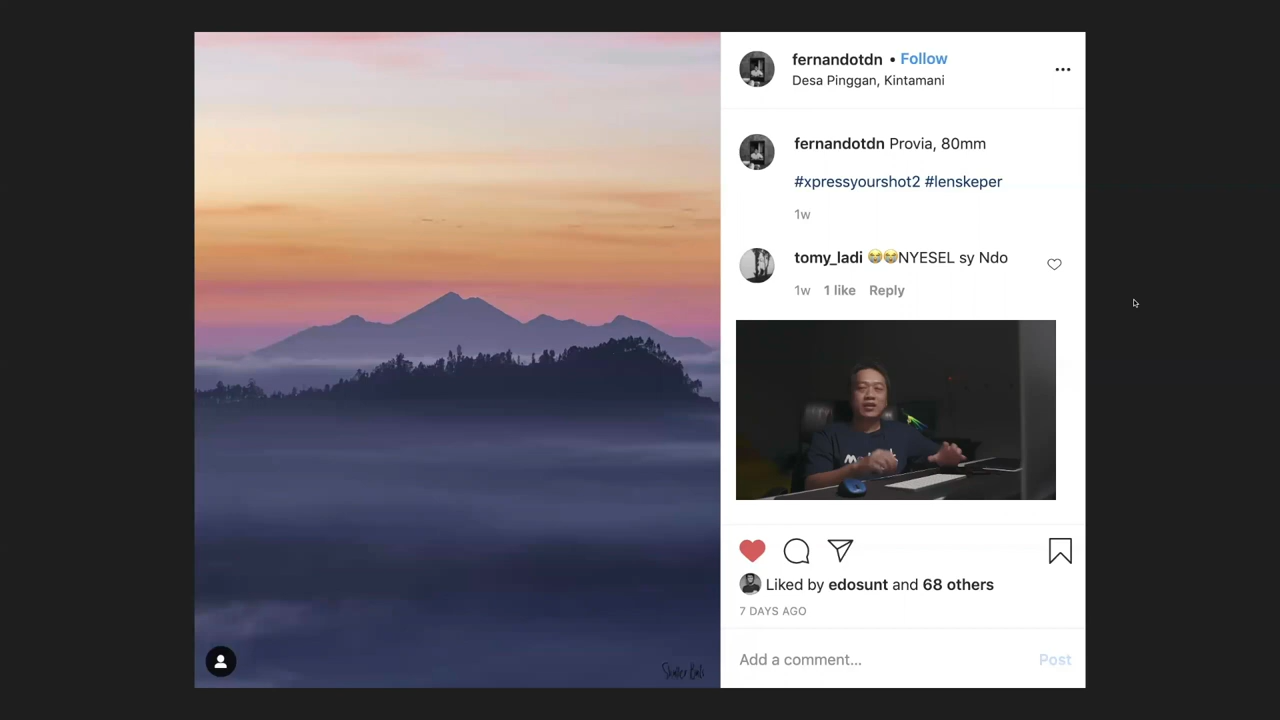 fernandotdn • Follow
Desa Pinggan, Kintamani
fernandotdn Provia, 80mm
#xpressyourshot2 #lenskeper
1w
tomy_ladi 😭😭NYESEL sy Ndo
1w 1 like Reply
Liked by edosunt and 68 others
7 DAYS AGO
Add a comment... Post